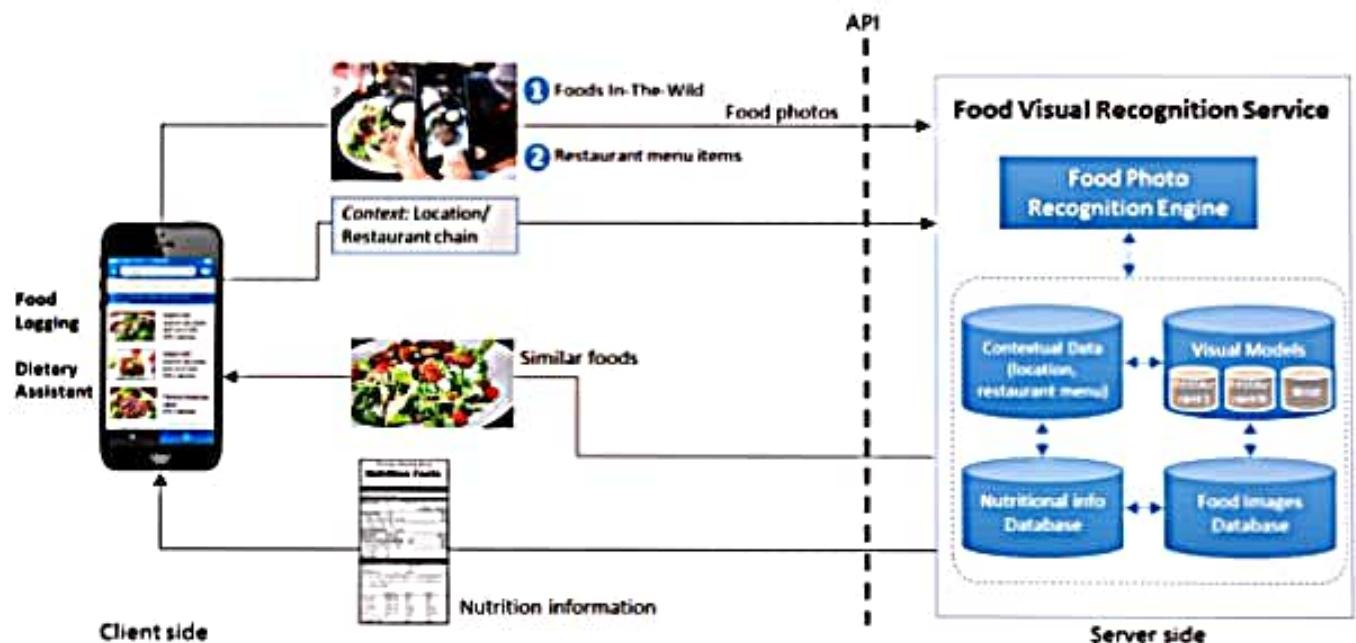 API
1 Foods In-The-Wild
Food photos
2 Restaurant menu items
Context: Location/
Restaurant chain
Food
Logging
Dietary
Assistant
Similar foods
Nutrition Facts
Nutrition information
Client side
Food Visual Recognition Service
Food Photo
Recognition Engine
Contextual Data
(location,
restaurant menu)
Visual Models
Nutritional info
Database
Food Images
Database
Server side